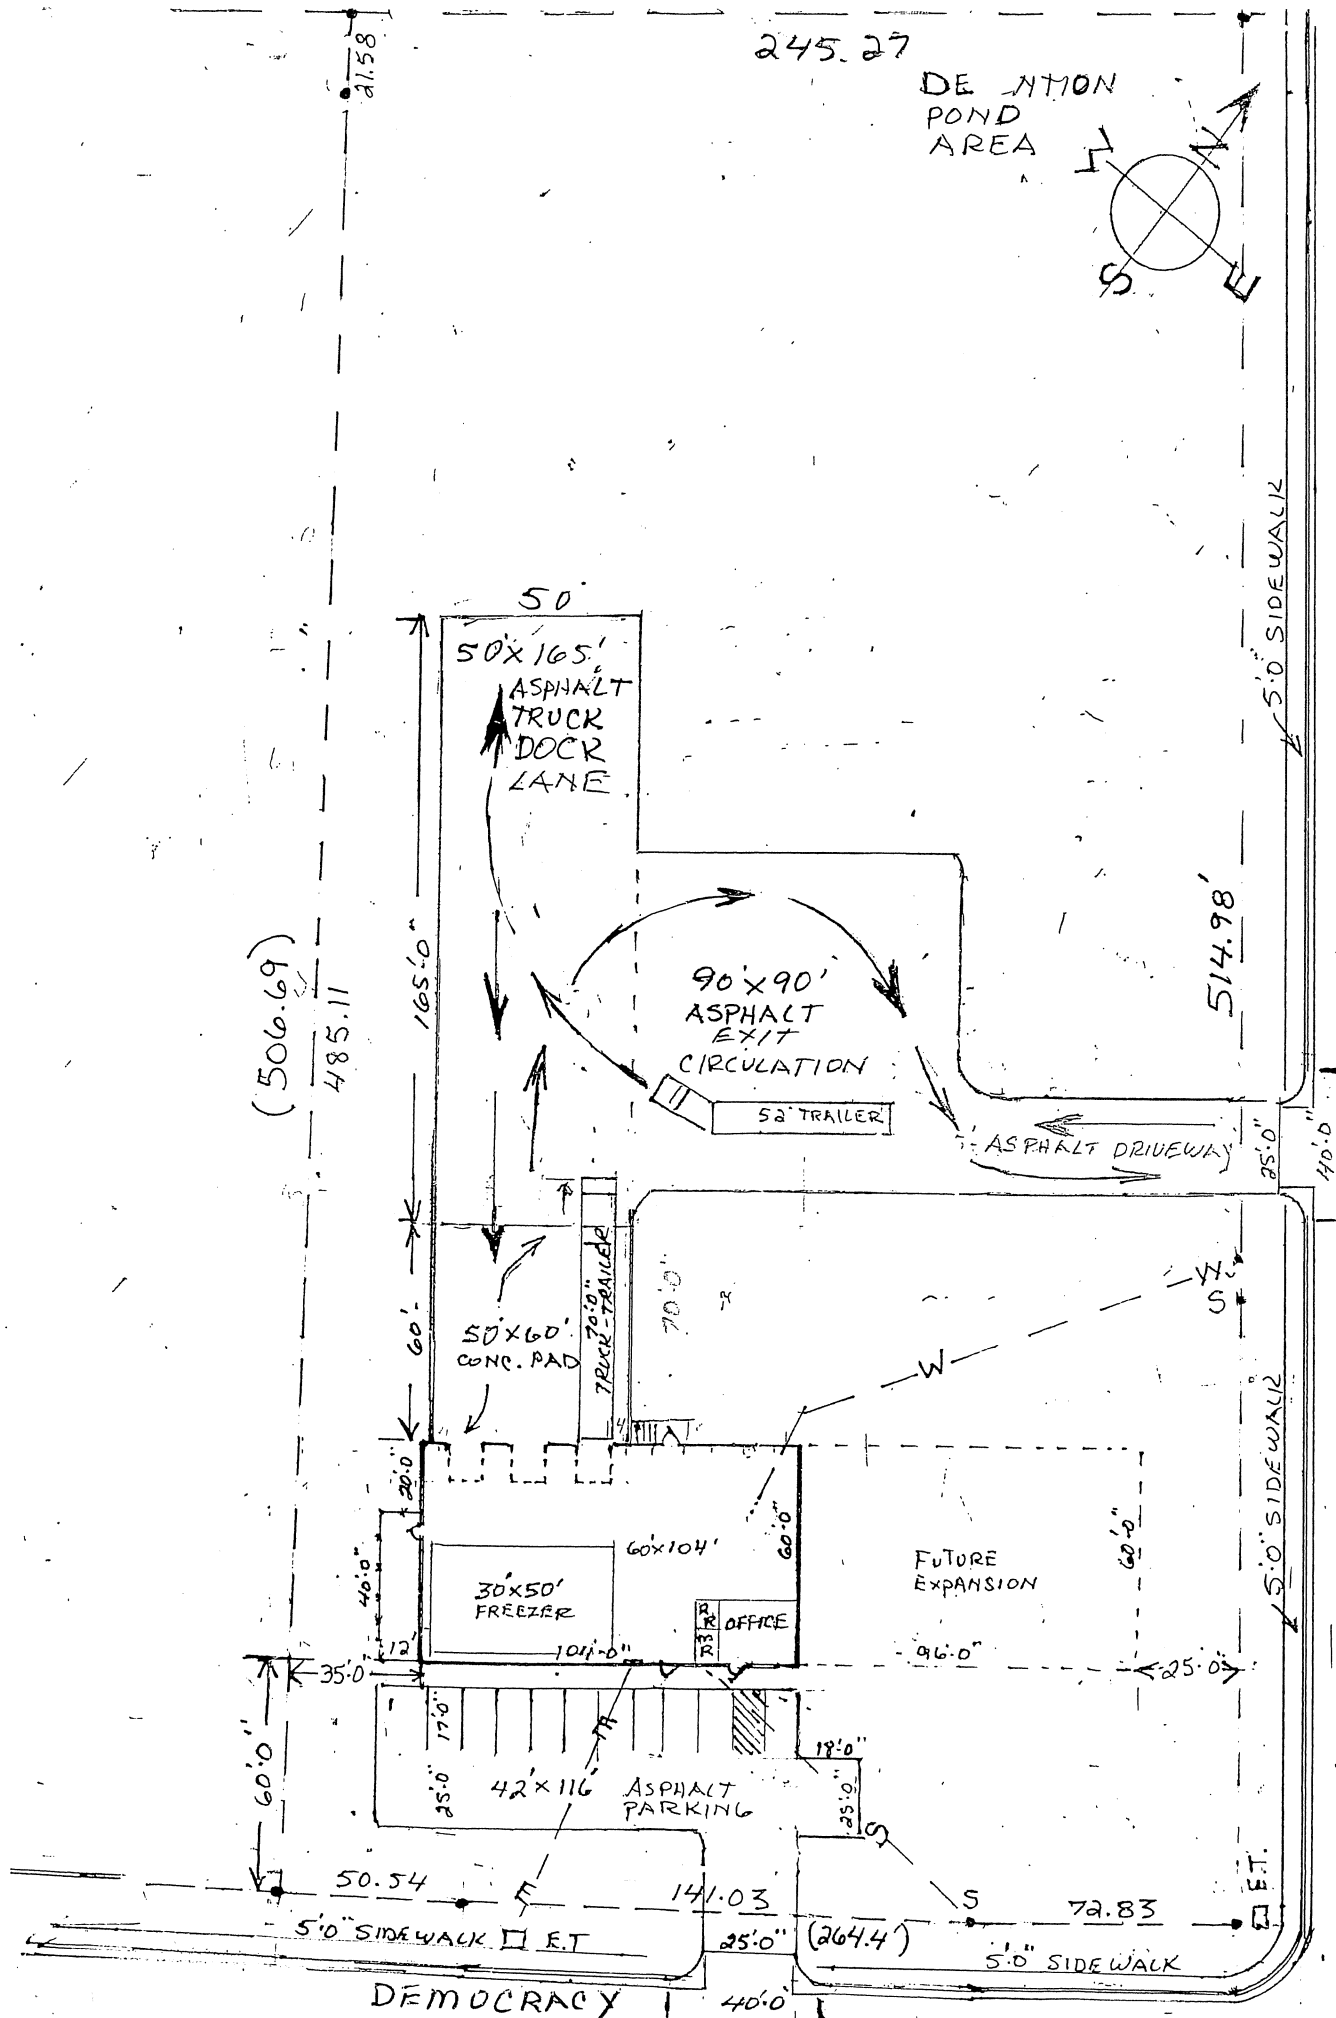 245.27
21.58
DE NTION
POND
AREA
N
S
E
5'0" SIDEWALK
50'
50'X165'
ASPHALT
TRUCK
DOCK
LANE
165'-0"
(506.69)
485.11
514.98'
90'X90'
ASPHALT
EXIT
CIRCULATION
52' TRAILER
ASPHALT DRIVEWAY
25'0"
40'0"
60'-
50'X60'
CONC. PAD
70'0"
TRUCK-TRAILER
70'0"
W
S
W
20'0"
40'0"
12'
60X104'
60'0"
30'X50'
FREEZER
104'-0"
RR
OFFICE
FUTURE
EXPANSION
60'0"
96'0"
25'0"
5'0" SIDEWALK
35'0
60'0"
17'0"
25'0"
42'X116' ASPHALT
PARKING
18'0"
25'0"
S
E
S
50.54
141.03
72.83
E.T.
5'0" SIDEWALK
E.T
25'0"
(264.4')
5'0" SIDEWALK
DEMOCRACY
40'0